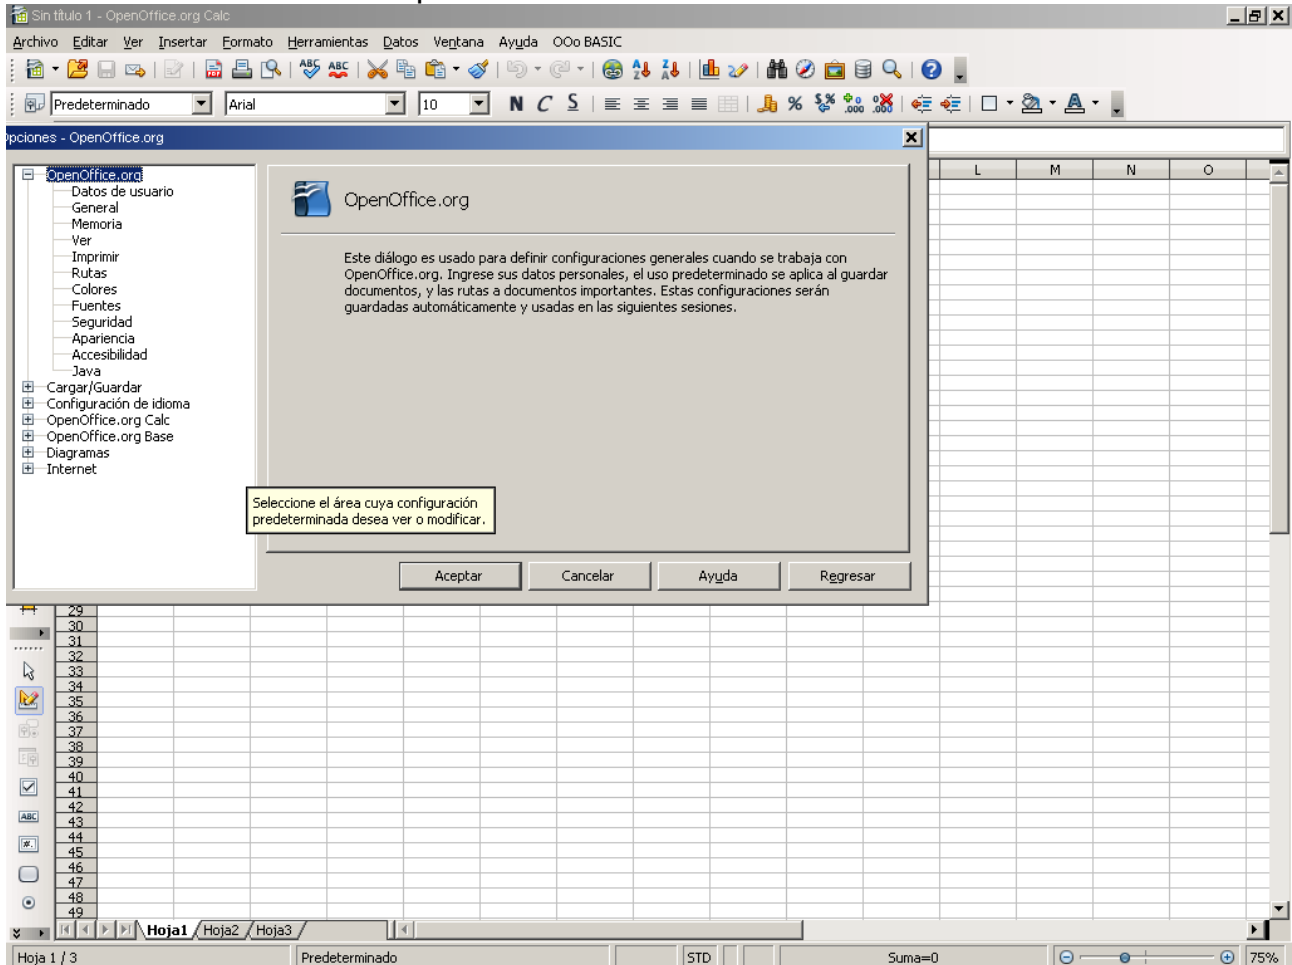 Sin título 1 - OpenOffice.org Calc
Archivo Editar Ver Insertar Formato Herramientas Datos Ventana Ayuda OOo BASIC
Predeterminado Arial 10 N C S
Opciones - OpenOffice.org
L M N O
OpenOffice.org
Datos de usuario
General
Memoria
Ver
Imprimir
Rutas
Colores
Fuentes
Seguridad
Apariencia
Accesibilidad
Java
Cargar/Guardar
Configuración de idioma
OpenOffice.org Calc
OpenOffice.org Base
Diagramas
Internet
OpenOffice.org
Este diálogo es usado para definir configuraciones generales cuando se trabaja con
OpenOffice.org. Ingrese sus datos personales, el uso predeterminado se aplica al guardar
documentos, y las rutas a documentos importantes. Estas configuraciones serán
guardadas automáticamente y usadas en las siguientes sesiones.
Seleccione el área cuya configuración
predeterminada desea ver o modificar.
Aceptar Cancelar Ayuda Regresar
29
30
31
32
33
34
35
36
37
38
39
40
41
42
43
44
45
46
47
48
49
Hoja1 Hoja2 Hoja3
Hoja 1 / 3 Predeterminado STD Suma=0 75%